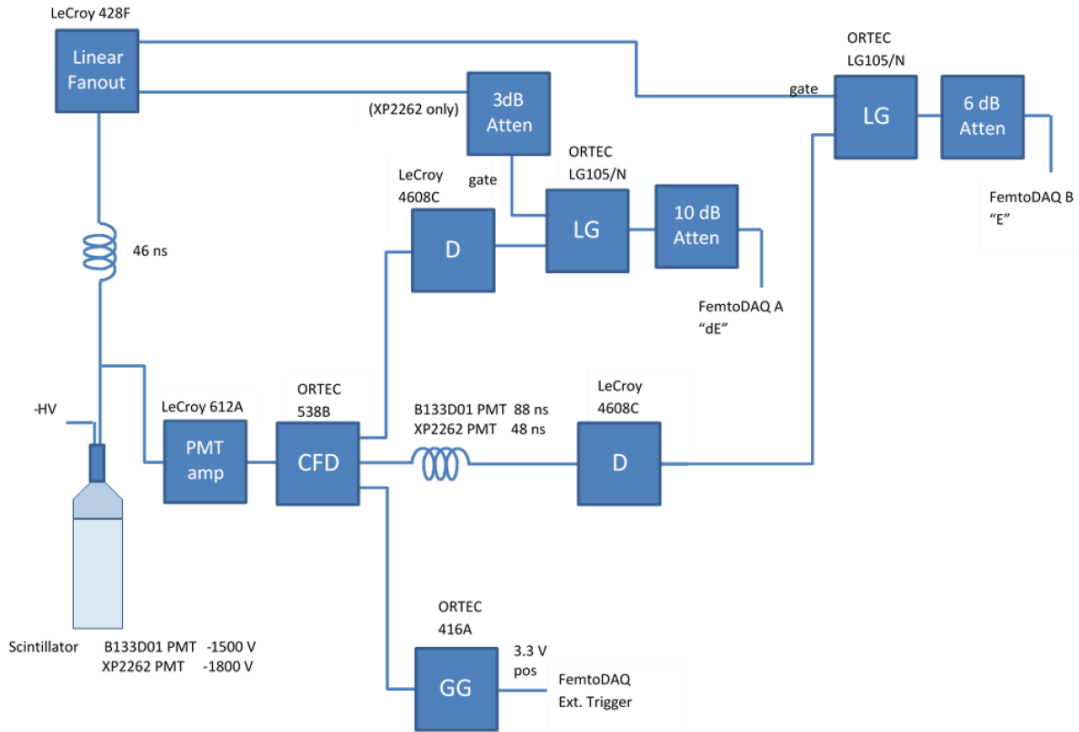 LeCroy 428F
Linear
Fanout
ORTEC
LG105/N
gate
LG
6 dB
Atten
FemtoDAQ B
“E”
(XP2262 only)
3dB
Atten
ORTEC
LG105/N
LeCroy
4608C
gate
D
LG
10 dB
Atten
FemtoDAQ A
“dE”
46 ns
-HV
LeCroy 612A
PMT
amp
ORTEC
538B
CFD
B133D01 PMT 88 ns
XP2262 PMT 48 ns
LeCroy
4608C
D
Scintillator B133D01 PMT -1500 V
XP2262 PMT -1800 V
ORTEC
416A
GG
3.3 V
pos
FemtoDAQ
Ext. Trigger